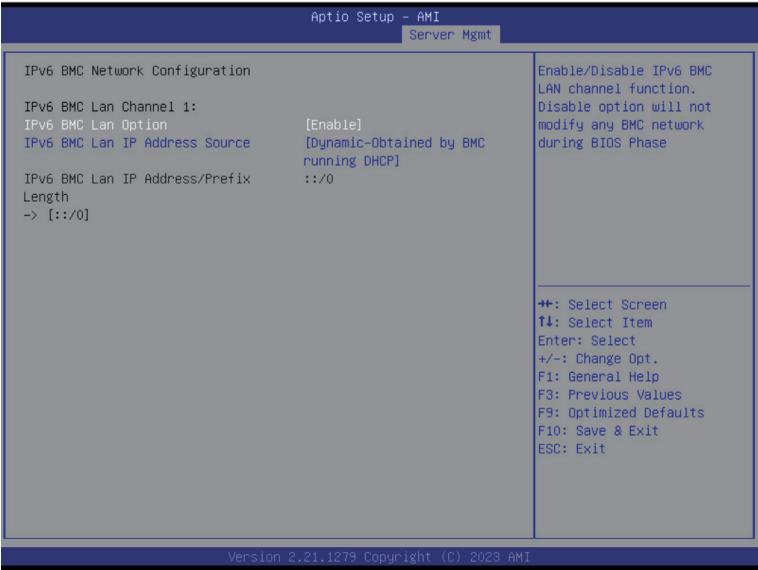 Aptio Setup - AMI
Server Mgmt
IPv6 BMC Network Configuration
IPv6 BMC Lan Channel 1:
IPv6 BMC Lan Option [Enable]
IPv6 BMC Lan IP Address Source [Dynamic-Obtained by BMC
running DHCP]
IPv6 BMC Lan IP Address/Prefix ::/0
Length
-> [::/0]
Enable/Disable IPv6 BMC
LAN channel function.
Disable option will not
modify any BMC network
during BIOS Phase
→←: Select Screen
↑↓: Select Item
Enter: Select
+/-: Change Opt.
F1: General Help
F3: Previous Values
F9: Optimized Defaults
F10: Save & Exit
ESC: Exit
Version 2.21.1279 Copyright (C) 2023 AMI